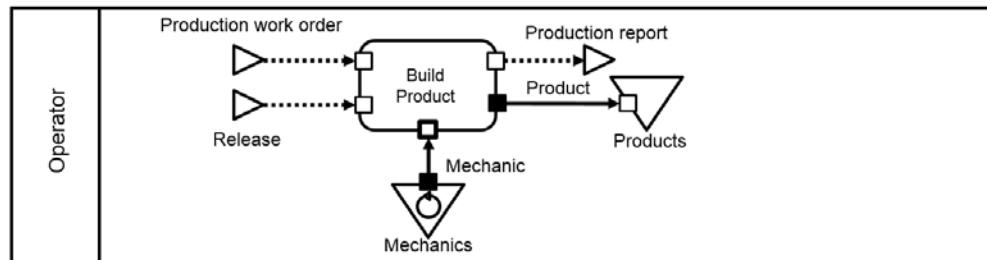 Operator
Production work order
Release
Build
Product
Production report
Product
Products
Mechanic
Mechanics